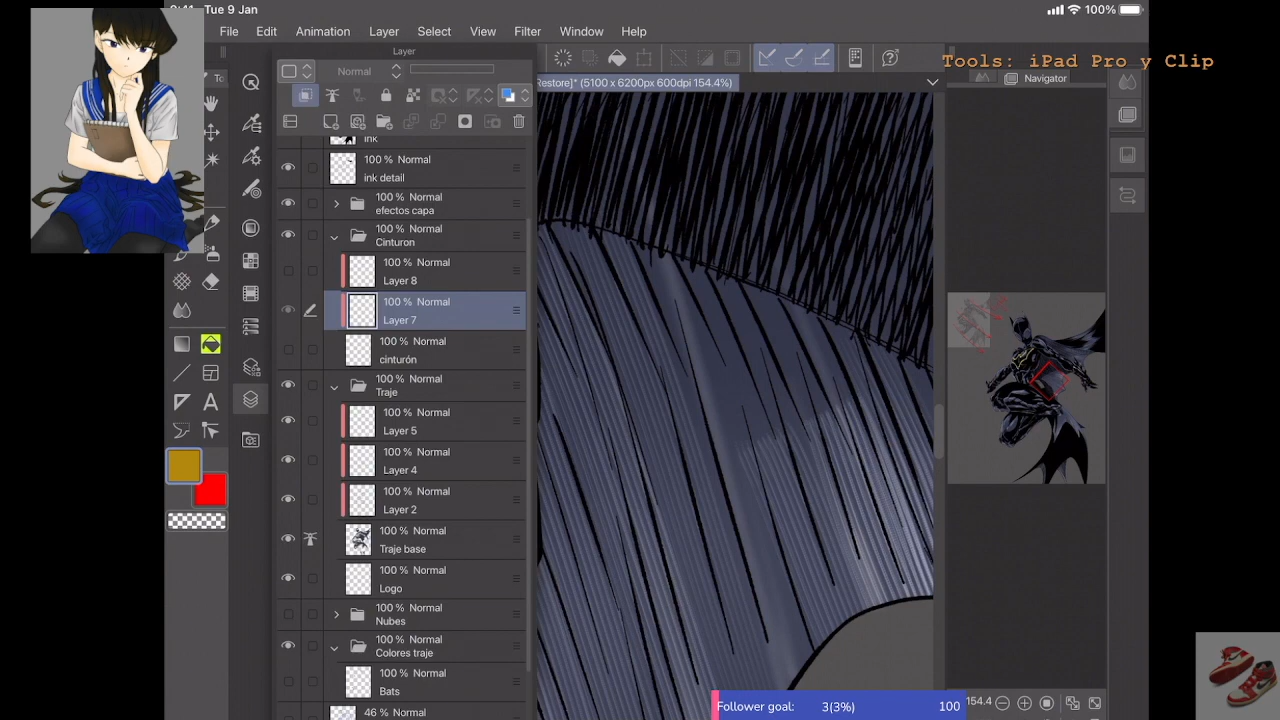 Tue 9 Jan
100%
File Edit Animation Layer Select View Filter Window Help
Layer
Tools: iPad Pro y Clip
Normal
Restore]* (5100 x 6200px 600dpi 154.4%)
Navigator
ink
100 % Normal
ink detail
100 % Normal
efectos capa
100 % Normal
Cinturon
100 % Normal
Layer 8
100 % Normal
Layer 7
100 % Normal
cinturón
100 % Normal
Traje
100 % Normal
Layer 5
100 % Normal
Layer 4
100 % Normal
Layer 2
100 % Normal
Traje base
100 % Normal
Logo
100 % Normal
Nubes
100 % Normal
Colores traje
100 % Normal
Bats
46 % Normal
154.4
Follower goal: 3(3%) 100